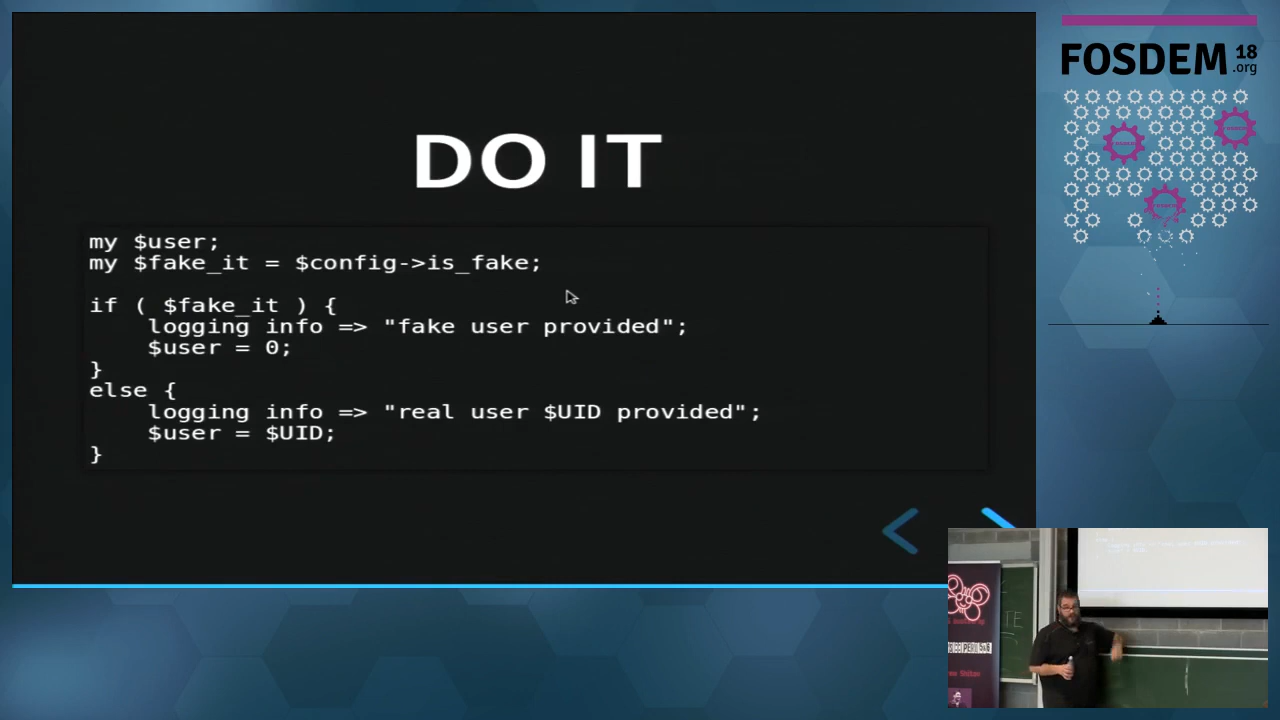 DO IT
my $user;
my $fake_it = $config->is_fake;
if ( $fake_it ) {
logging info => "fake user provided";
$user = 0;
}
else {
logging info => "real user $UID provided";
$user = $UID;
}
FOSDEM 18
.org